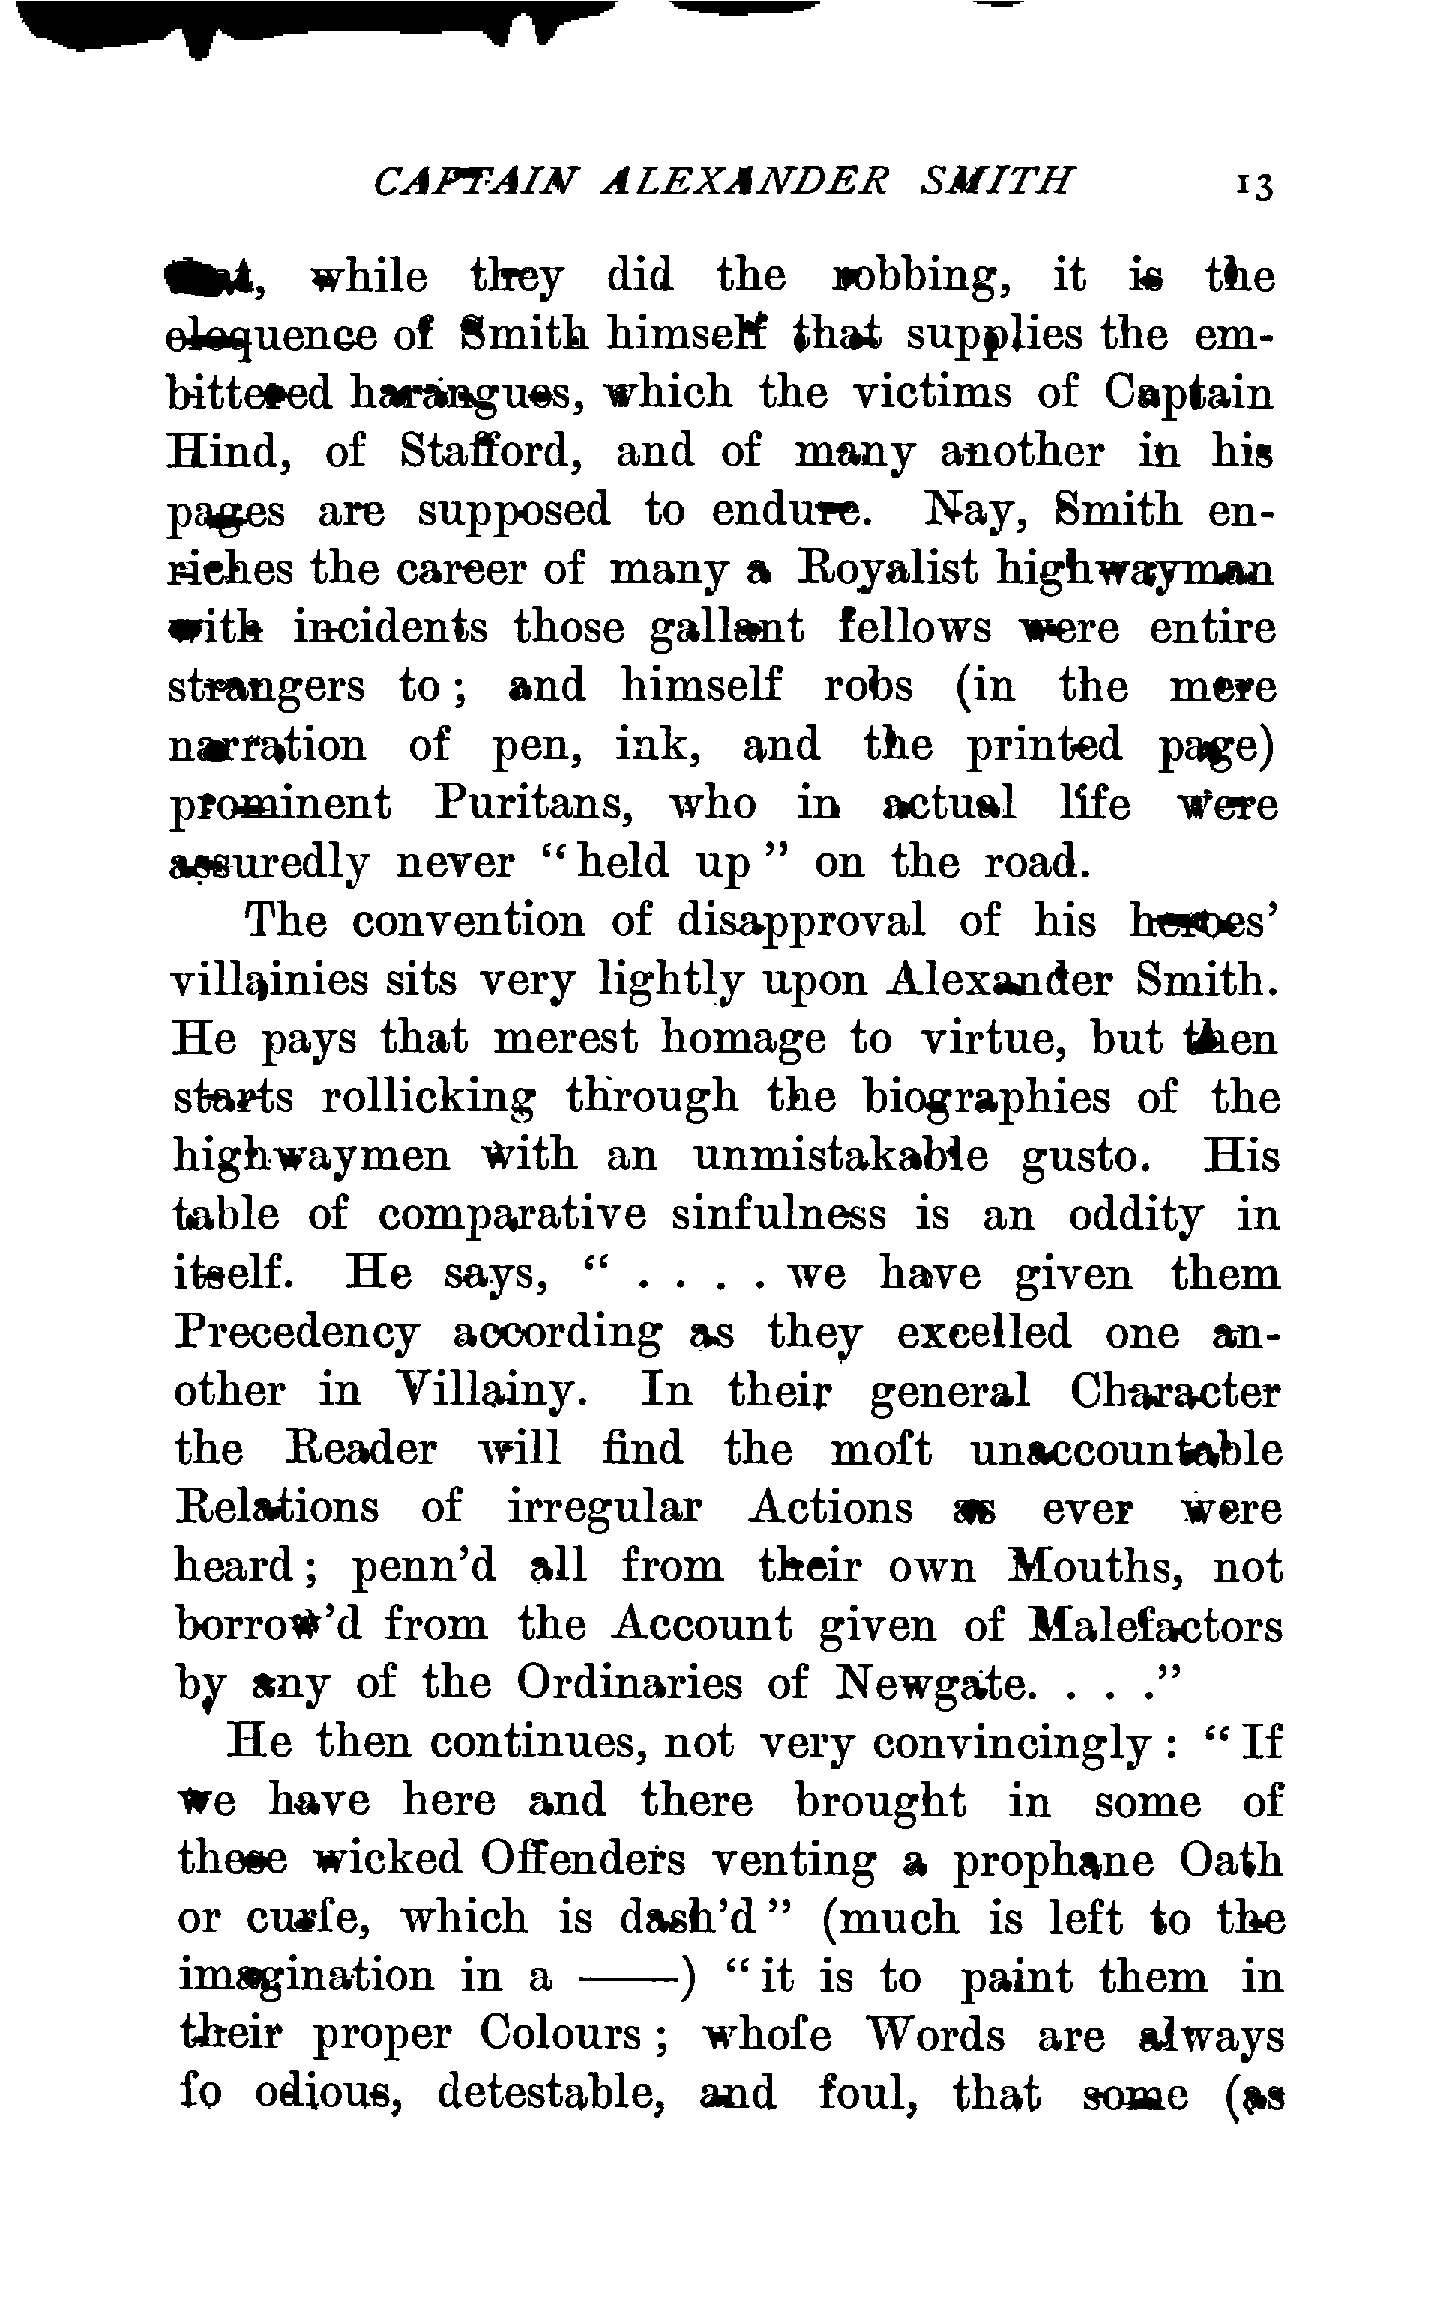 CAPTAIN ALEXANDER SMITH 13
while they did the robbing, it is the
eloquence of Smith himself that supplies the em-
bittered harangues, which the victims of Captain
Hind, of Stafford, and of many another in his
pages are supposed to endure. Nay, Smith en-
riches the career of many a Royalist highwayman
with incidents those gallant fellows were entire
strangers to; and himself robs (in the mere
narration of pen, ink, and the printed page)
prominent Puritans, who in actual life were
assuredly never “held up” on the road.
The convention of disapproval of his heroes’
villainies sits very lightly upon Alexander Smith.
He pays that merest homage to virtue, but then
starts rollicking through the biographies of the
highwaymen with an unmistakable gusto. His
table of comparative sinfulness is an oddity in
itself. He says, “ . . . . we have given them
Precedency according as they excelled one an-
other in Villainy. In their general Character
the Reader will find the moſt unaccountable
Relations of irregular Actions as ever were
heard; penn’d all from their own Mouths, not
borrow’d from the Account given of Malefactors
by any of the Ordinaries of Newgate. . . .”
He then continues, not very convincingly: “If
we have here and there brought in some of
these wicked Offenders venting a prophane Oath
or curſe, which is dash’d” (much is left to the
imagination in a ——) “it is to paint them in
their proper Colours; whoſe Words are always
ſo odious, detestable, and foul, that some (as